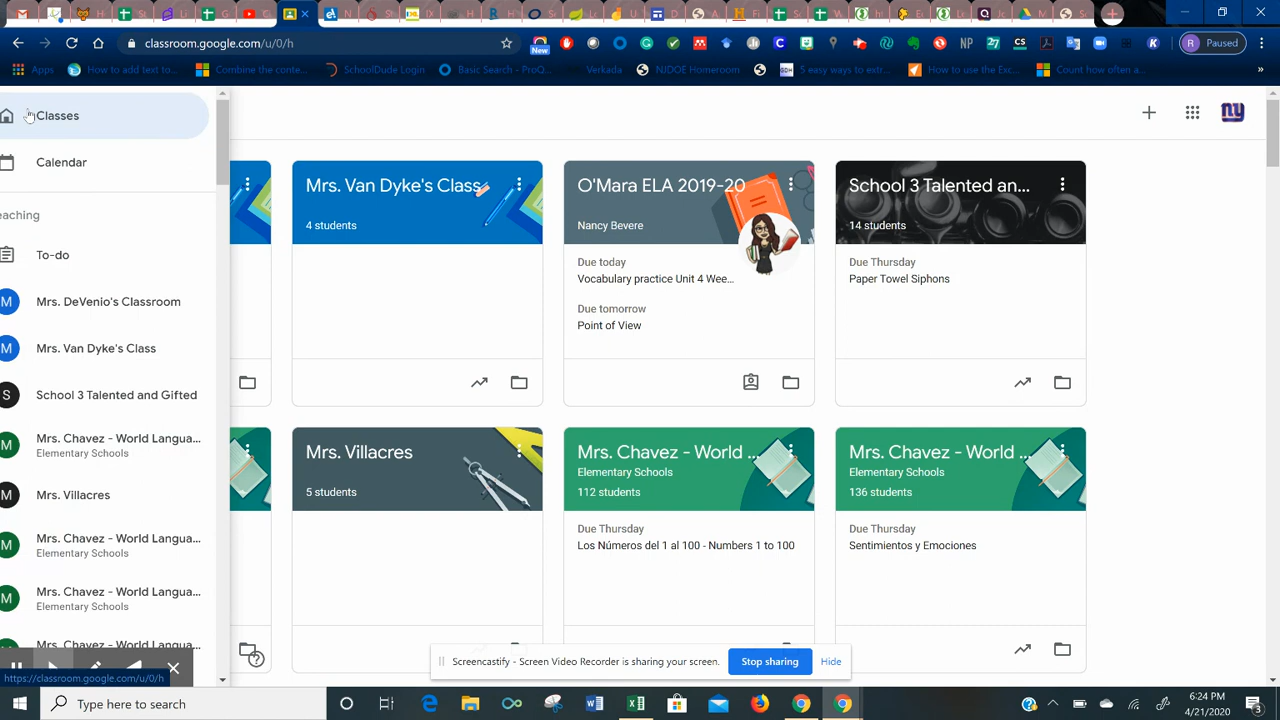 classroom.google.com/u/0/h
New
Paused
Apps
How to add text to...
Combine the conte...
SchoolDude Login
Basic Search - ProQ...
Verkada
NJDOE Homeroom
5 easy ways to extr...
How to use the Exc...
Count how often a...
Classes
Calendar
eaching
To-do
M Mrs. DeVenio's Classroom
M Mrs. Van Dyke's Class
S School 3 Talented and Gifted
M Mrs. Chavez - World Langua...
Elementary Schools
M Mrs. Villacres
M Mrs. Chavez - World Langua...
Elementary Schools
M Mrs. Chavez - World Langua...
Elementary Schools
Mrs. Chavez - World Langua...
https://classroom.google.com/u/0/h
Mrs. Van Dyke's Class
4 students
O'Mara ELA 2019-20
Nancy Bevere
Due today
Vocabulary practice Unit 4 Wee...
Due tomorrow
Point of View
School 3 Talented an...
14 students
Due Thursday
Paper Towel Siphons
Mrs. Villacres
5 students
Mrs. Chavez - World ...
Elementary Schools
112 students
Due Thursday
Los Números del 1 al 100 - Numbers 1 to 100
Mrs. Chavez - World ...
Elementary Schools
136 students
Due Thursday
Sentimientos y Emociones
Screencastify - Screen Video Recorder is sharing your screen.
Stop sharing
Hide
Type here to search
6:24 PM
4/21/2020